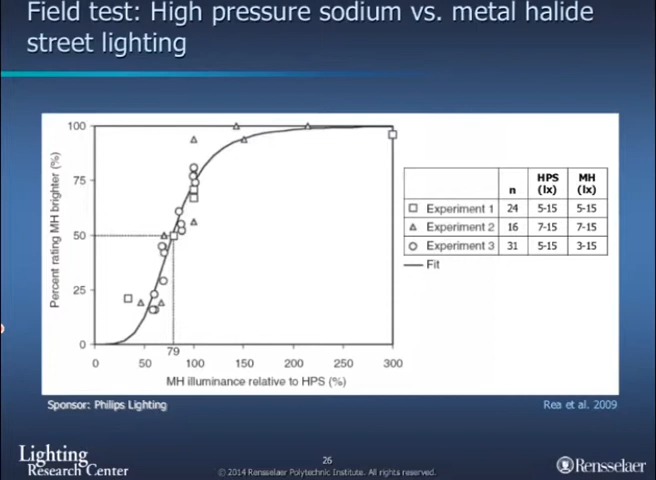 Field test: High pressure sodium vs. metal halide
street lighting
Percent rating MH brighter (%)
100
75
50
25
0
0
50
79
100
150
200
250
300
MH illuminance relative to HPS (%)
n HPS (lx) MH (lx)
Experiment 1 24 5-15 5-15
Experiment 2 16 7-15 7-15
Experiment 3 31 5-15 3-15
Fit
Sponsor: Philips Lighting
Rea et al. 2009
Lighting
Research Center
26
© 2014 Rensselaer Polytechnic Institute. All rights reserved.
Rensselaer